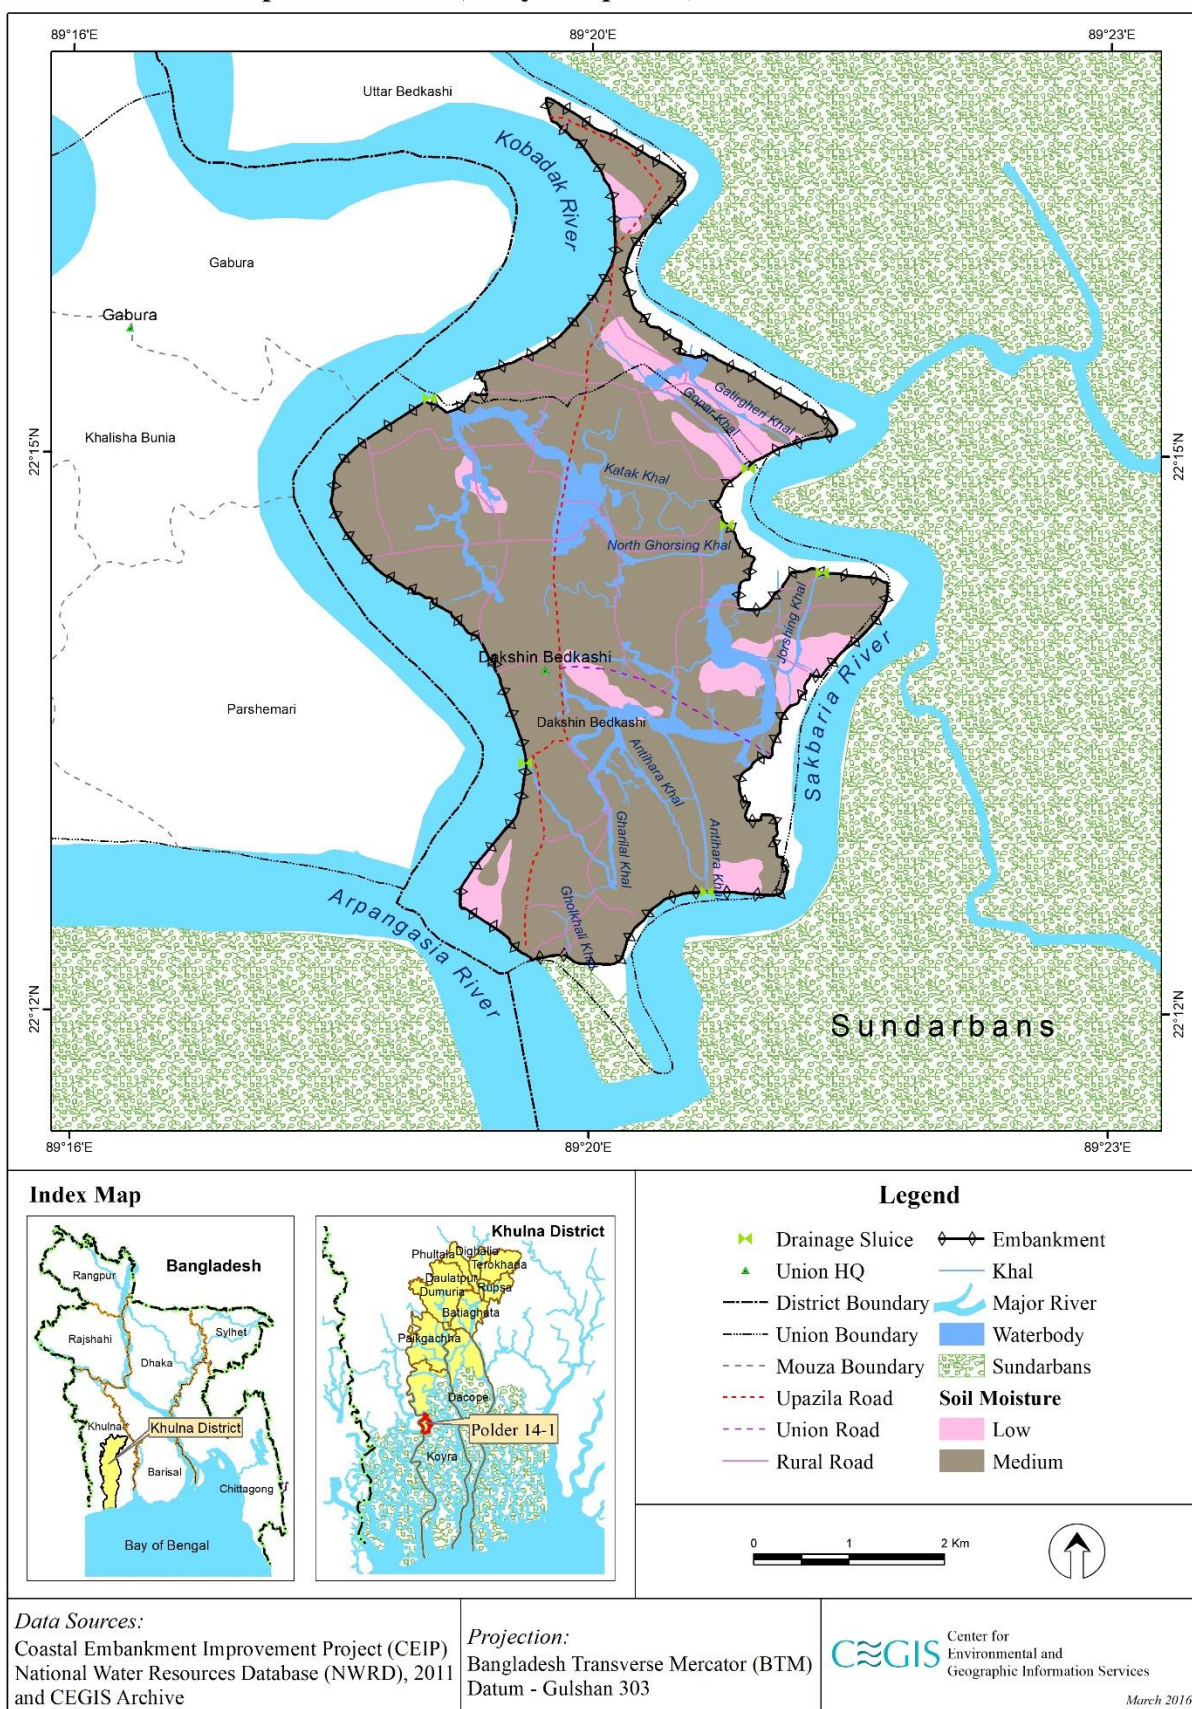 89°16'E
89°20'E
89°23'E
Uttar Bedkashi
Kobadak River
Gabura
Gabura
22°15'N
22°15'N
Khalisha Bunia
Gopar Khal
Gatirgheri Khal
Katak Khal
North Ghorsing Khal
Jorshing Khal
Dakshin Bedkashi
Parshemari
Dakshin Bedkashi
Sakbaria River
Antihara Khal
Gharilal Khal
Antihara Khal
Gholkhali Khal
Arpangasia River
22°12'N
22°12'N
Sundarbans
89°16'E
89°20'E
89°23'E
Index Map
Bangladesh
Rangpur
Rajshahi
Sylhet
Dhaka
Khulna
Khulna District
Barisal
Chittagong
Bay of Bengal
Khulna District
Phultala
Dighalia
Terokhada
Daulatpur
Dumuria
Rupsa
Batiaghata
Paikgachha
Dacope
Polder 14-1
Koyra
Legend
Drainage Sluice
Embankment
Union HQ
Khal
District Boundary
Major River
Union Boundary
Waterbody
Mouza Boundary
Sundarbans
Upazila Road
Soil Moisture
Union Road
Low
Rural Road
Medium
0 1 2 Km
Data Sources:
Coastal Embankment Improvement Project (CEIP)
National Water Resources Database (NWRD), 2011
and CEGIS Archive
Projection:
Bangladesh Transverse Mercator (BTM)
Datum - Gulshan 303
CEGIS
Center for
Environmental and
Geographic Information Services
March 2016